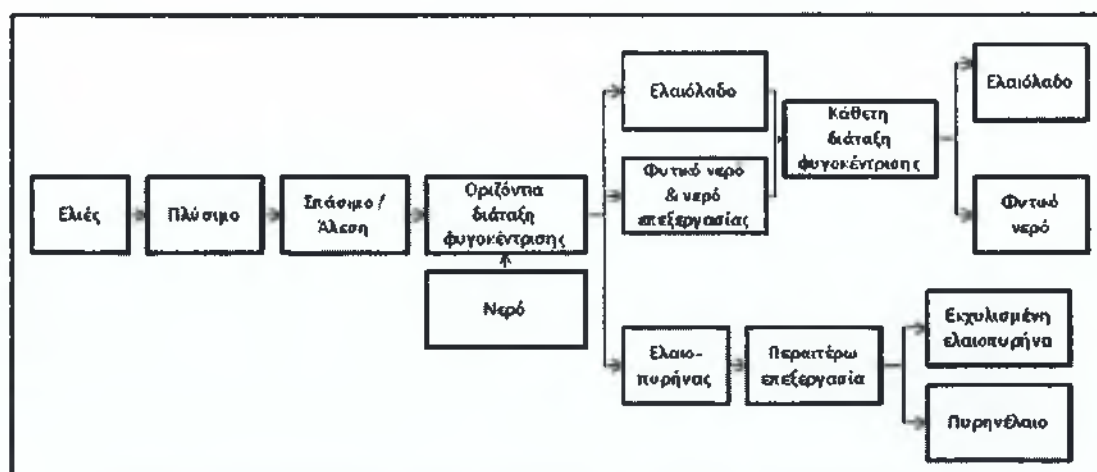 Ελιές
Πλύσιμο
Σπάσιμο /
Άλεση
Οριζόντια
διάταξη
φυγοκέντρισης
Νερό
Ελαιόλαδο
Φυτικό νερό
& νερό
επεξεργασίας
Κάθετη
διάταξη
φυγοκέντρισης
Ελαιόλαδο
Φυτικό
νερό
Ελαιο-
πυρήνας
Περαιτέρω
επεξεργασία
Εκχυλισμένη
ελαιοπυρήνα
Πυρηνέλαιο